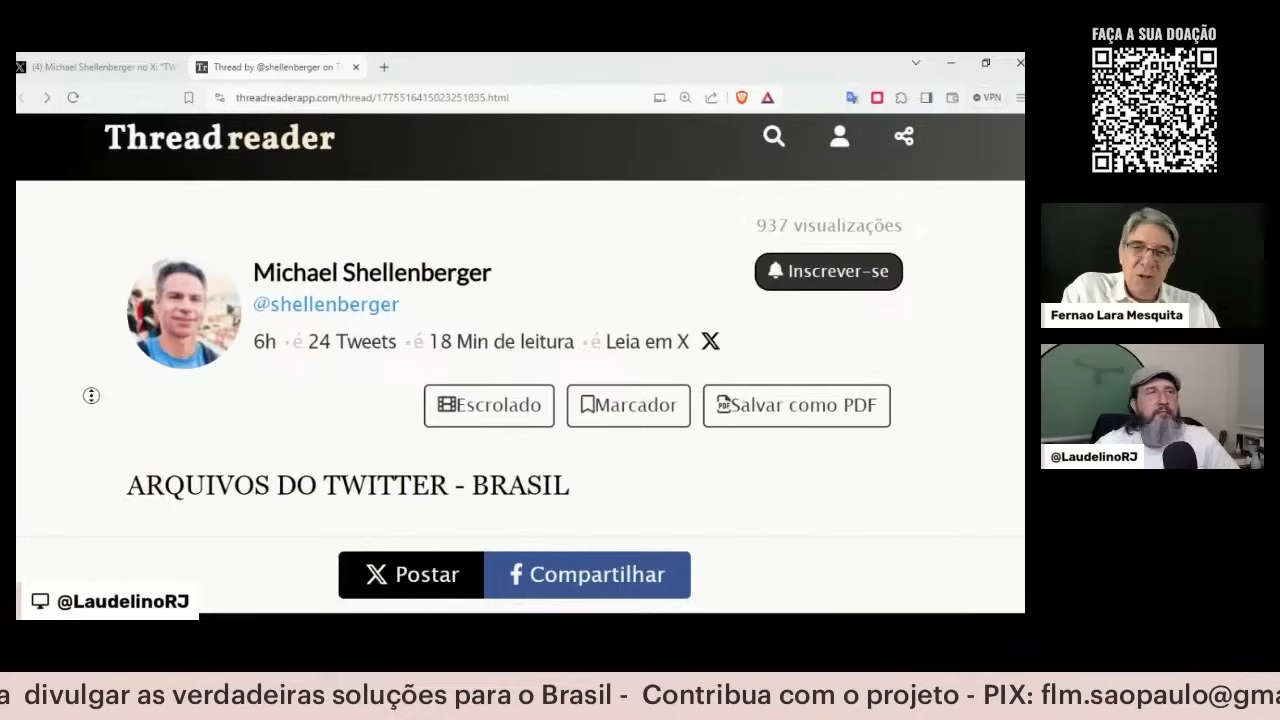 FAÇA A SUA DOAÇÃO
(4) Michael Shellenberger no X: "TW
Thread by @shellenberger on T
threadreaderapp.com/thread/1775516415023251835.html
VPN
Threadreader
937 visualizações
Inscrever-se
Michael Shellenberger
@shellenberger
6h · é 24 Tweets · é 18 Min de leitura · é Leia em X
Escrolado
Marcador
Salvar como PDF
ARQUIVOS DO TWITTER - BRASIL
Postar
Compartilhar
@LaudelinoRJ
Fernao Lara Mesquita
@LaudelinoRJ
a divulgar as verdadeiras soluções para o Brasil - Contribua com o projeto - PIX: flm.saopaulo@gma